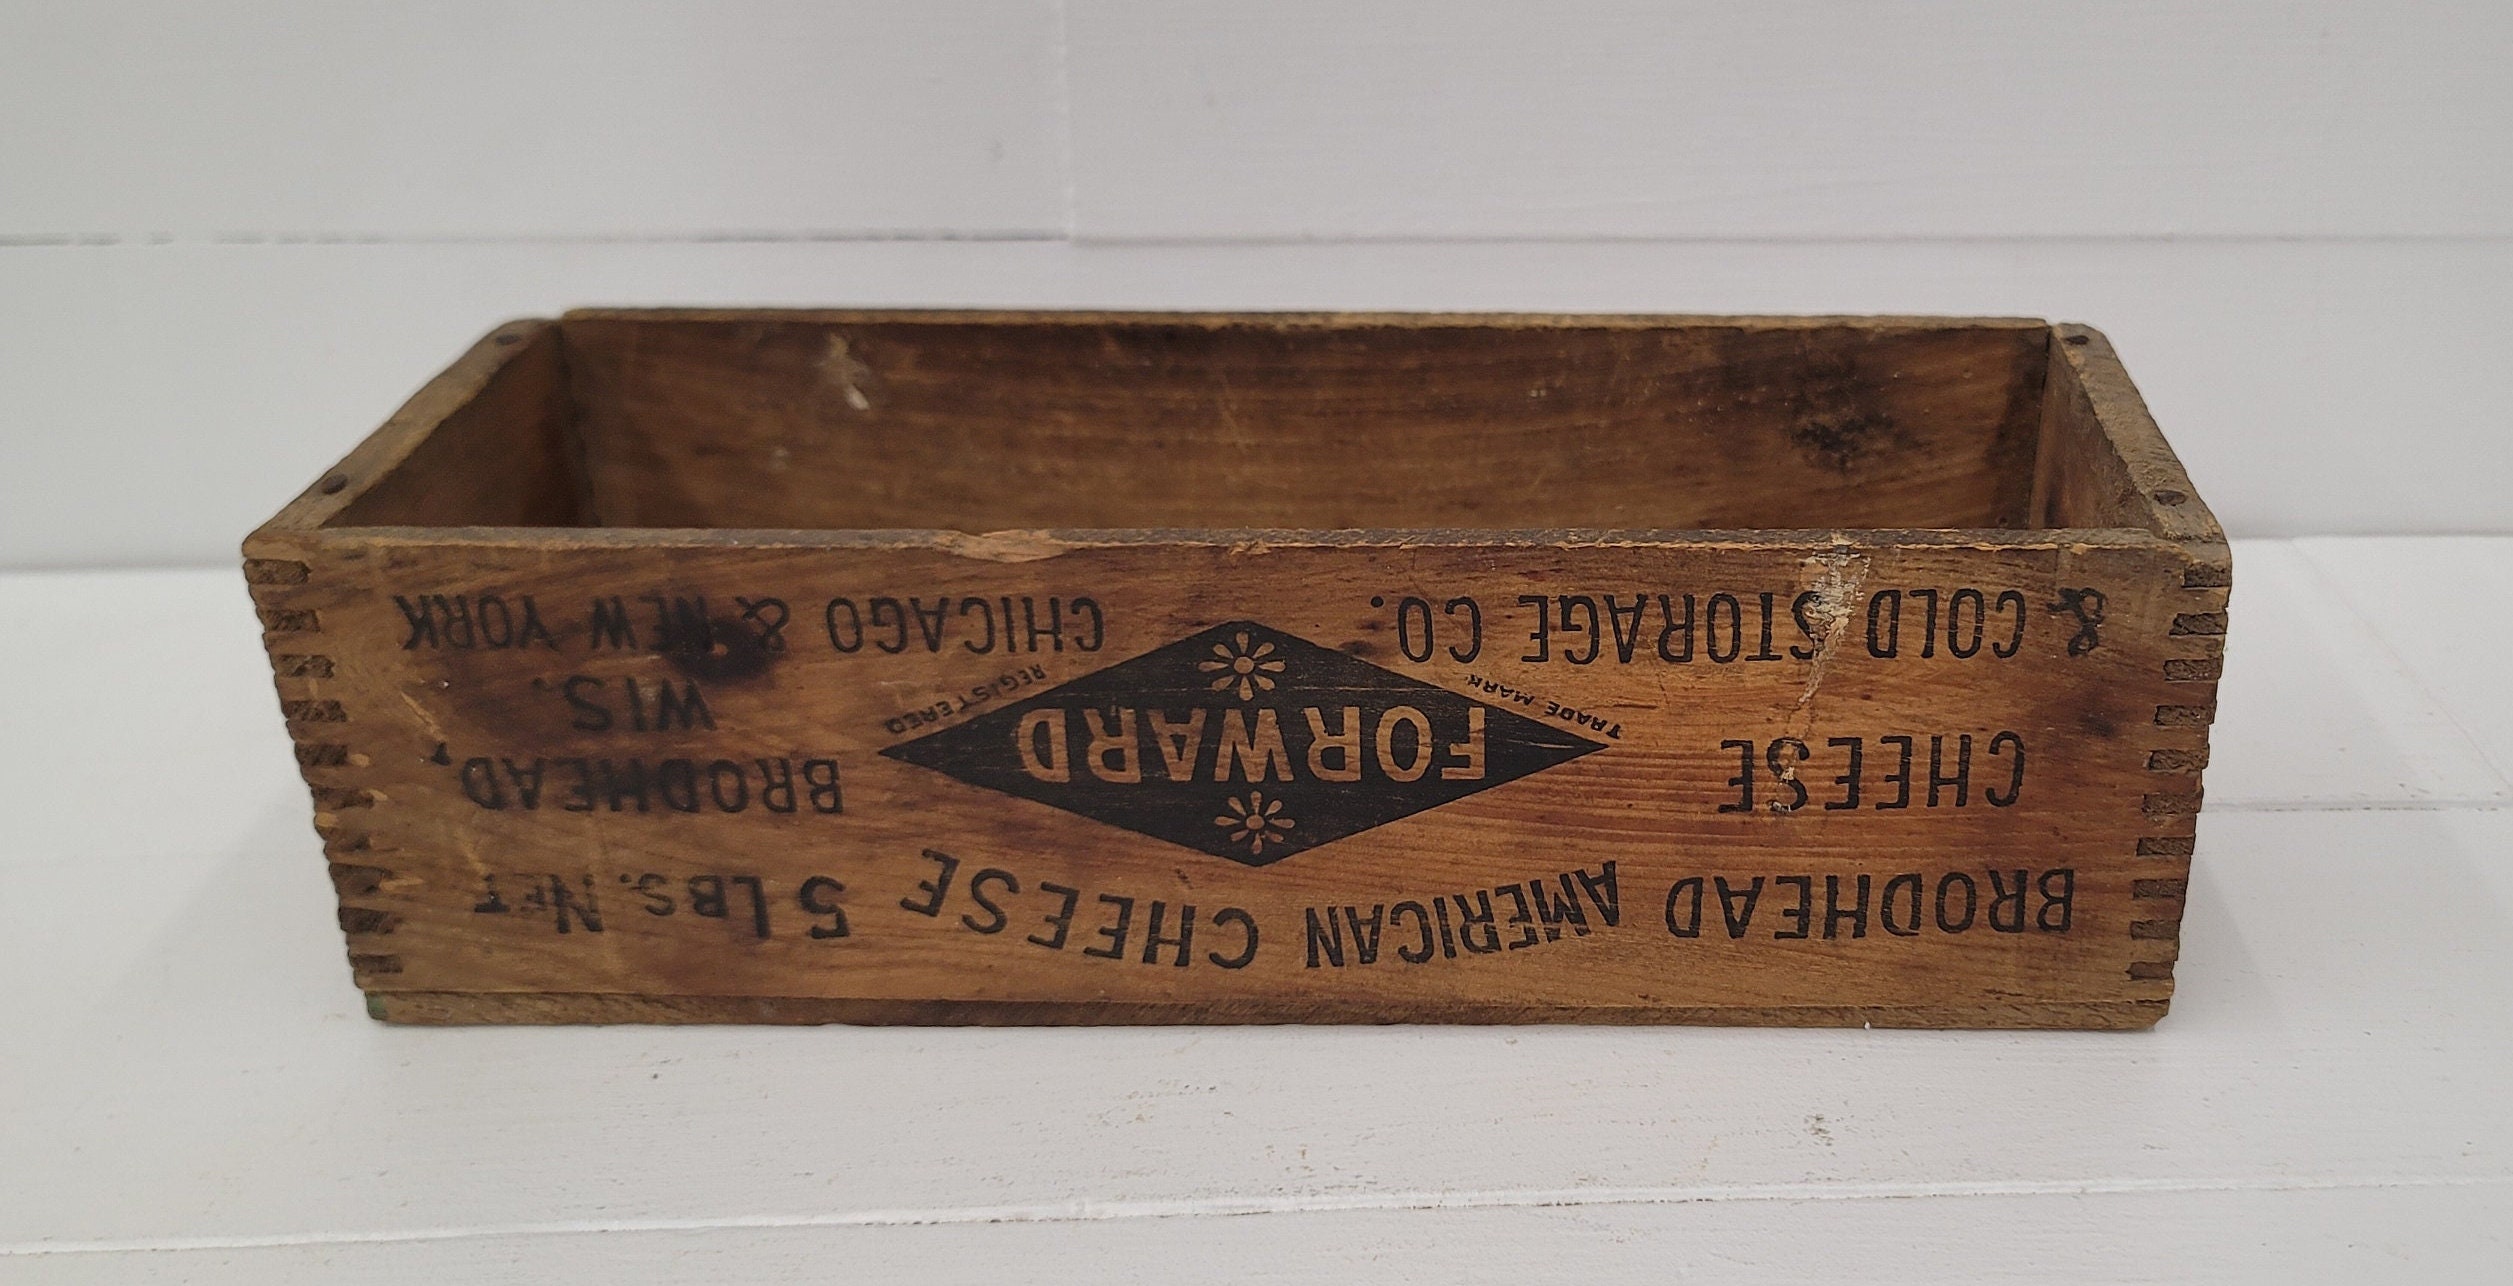 BRODHEAD AMERICAN CHEESE 5 LBS. NET
CHEESE
& COLD STORAGE CO.
TRADE MARK REGISTERED
FORWARD
BRODHEAD,
WIS.
CHICAGO & NEW YORK